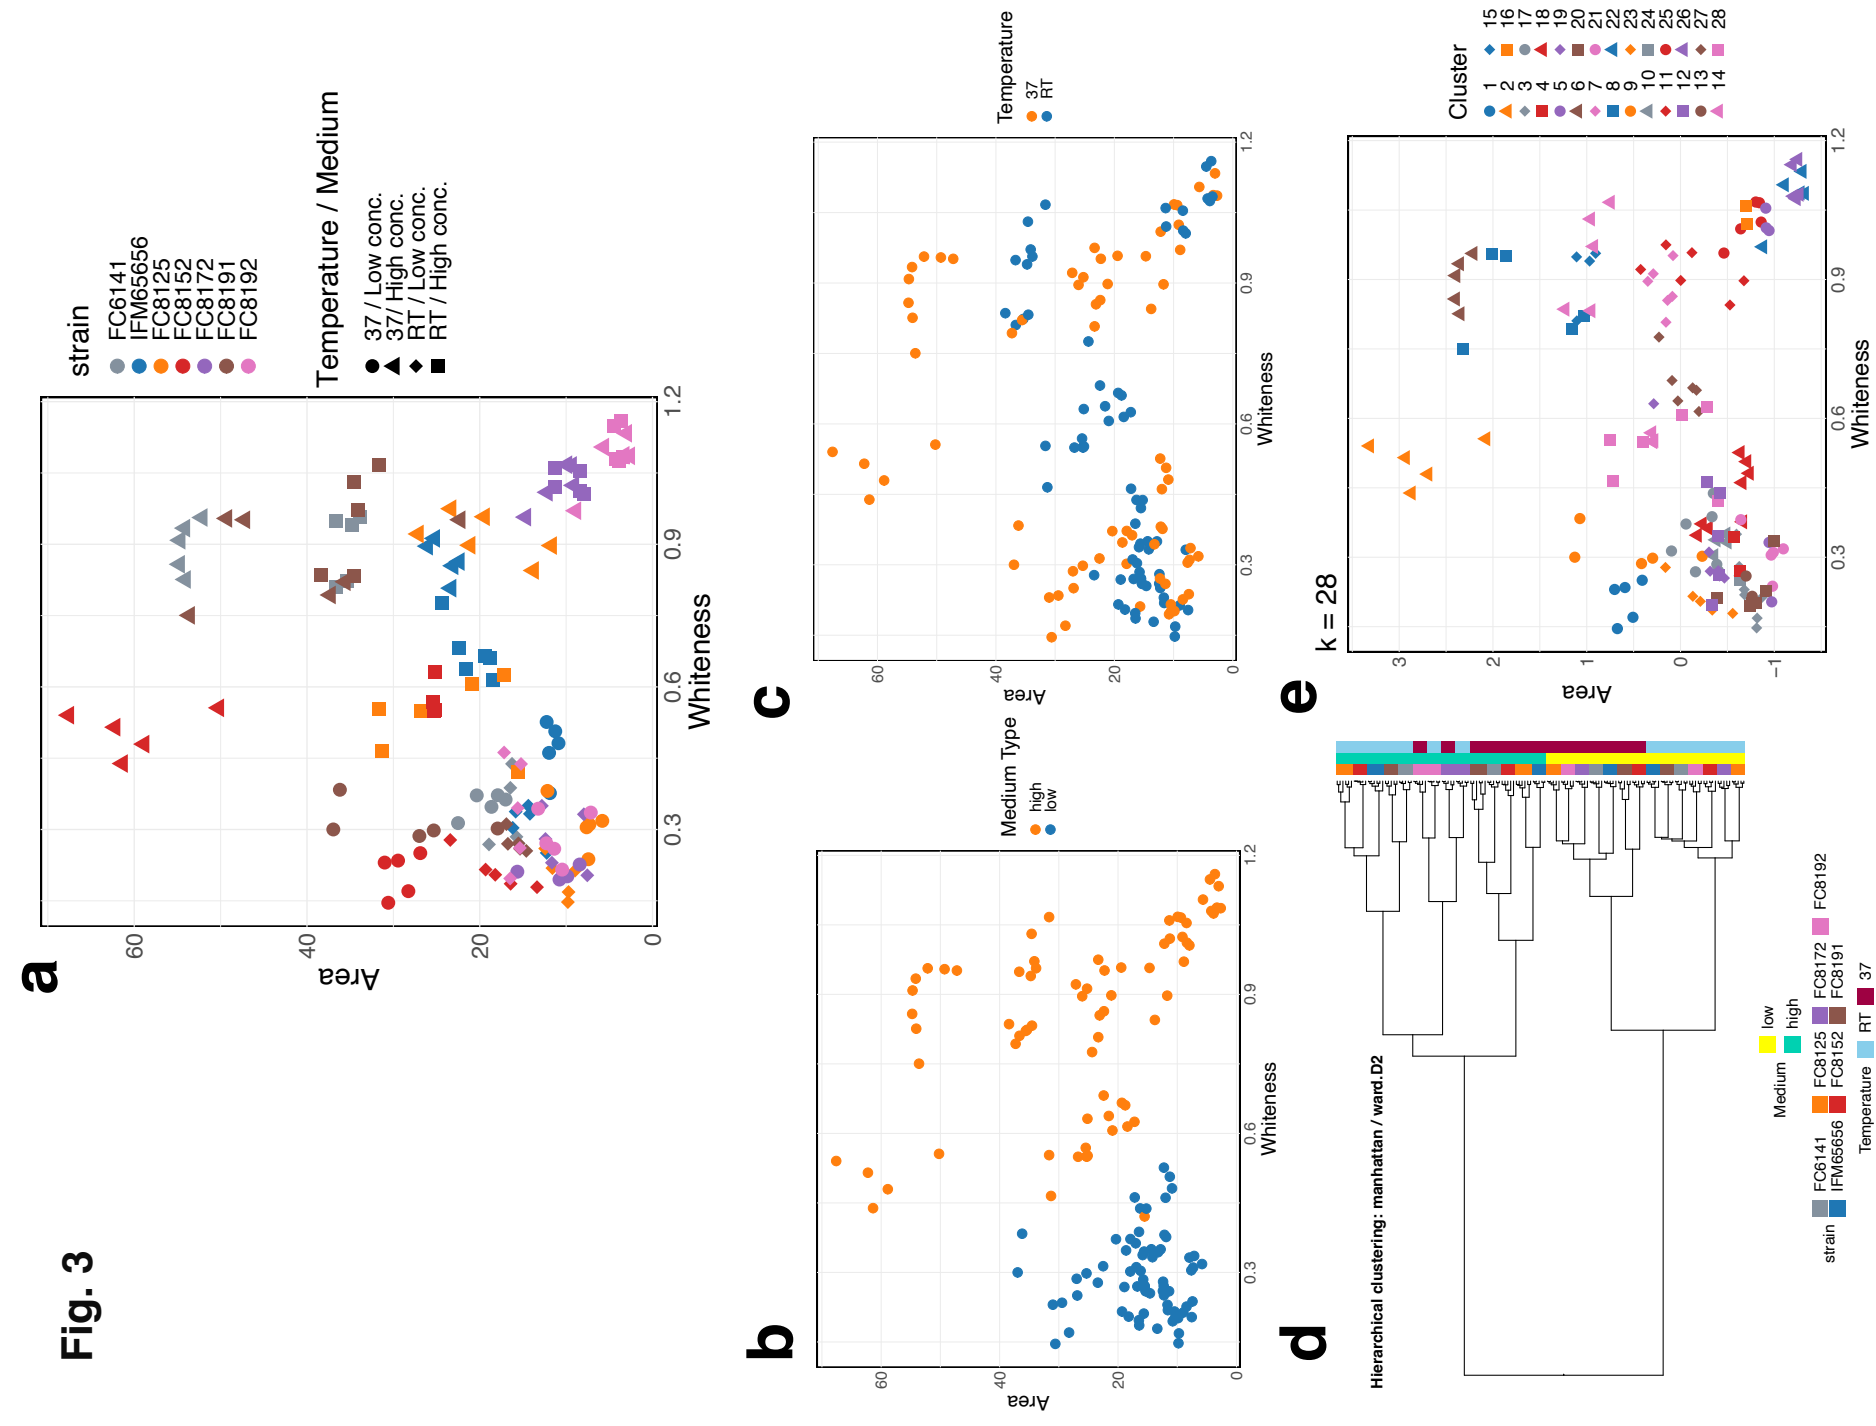 Fig. 3
a
Area
60
40
20
0
0.3
0.6
0.9
1.2
Whiteness
strain
FC6141
IFM65656
FC8125
FC8152
FC8172
FC8191
FC8192
Temperature / Medium
37 / Low conc.
37/ High conc.
RT / Low conc.
RT / High conc.
b
Area
60
40
20
0
0.3
0.6
0.9
1.2
Whiteness
Medium Type
high
low
c
Area
60
40
20
0
0.3
0.6
0.9
1.2
Whiteness
Temperature
37
RT
d
Hierarchical clustering: manhattan / ward.D2
Medium
low
high
strain
FC6141 FC8125 FC8172 FC8192
IFM65656 FC8152 FC8191
Temperature RT 37
e
k = 28
Area
3
2
1
0
−1
0.3
0.6
0.9
1.2
Whiteness
Cluster
1 15
2 16
3 17
4 18
5 19
6 20
7 21
8 22
9 23
10 24
11 25
12 26
13 27
14 28